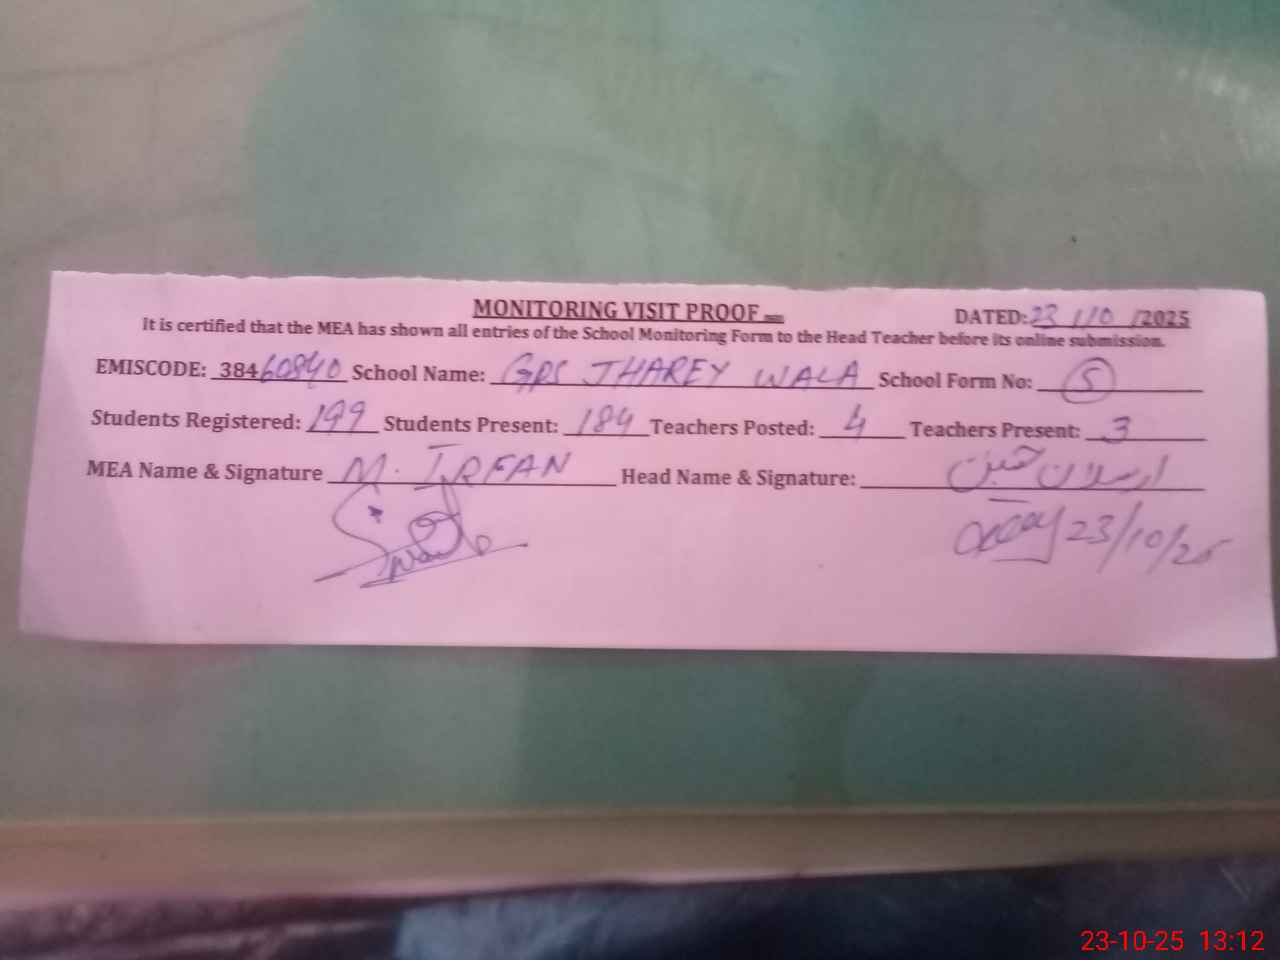 MONITORING VISIT PROOF
DATED: 23/10/2025
It is certified that the MEA has shown all entries of the School Monitoring Form to the Head Teacher before its online submission.
EMISCODE: 38460840 School Name: GPS JHAREY WALA School Form No: 5
Students Registered: 199 Students Present: 184 Teachers Posted: 4 Teachers Present: 3
MEA Name & Signature M. IRFAN Head Name & Signature: ارسلان حسین
23/10/25
23-10-25 13:12